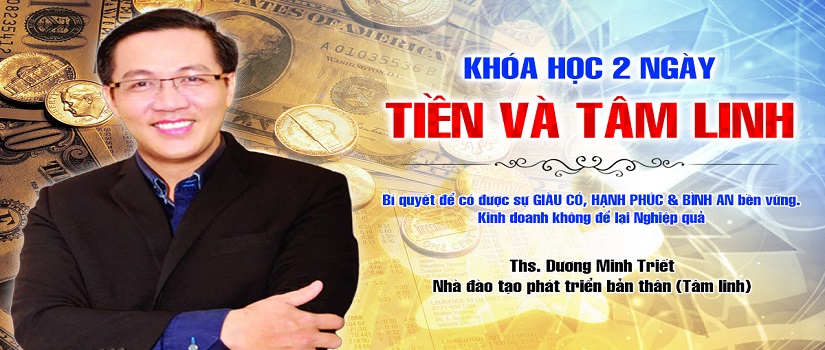 KHÓA HỌC 2 NGÀY
TIỀN VÀ TÂM LINH
Bí quyết để có được sự GIÀU CÓ, HẠNH PHÚC & BÌNH AN bền vững.
Kinh doanh không để lại Nghiệp quả
Ths. Dương Minh Triết
Nhà đào tạo phát triển bản thân (Tâm linh)
A 01035536 B
WASHINGTON, D.C.